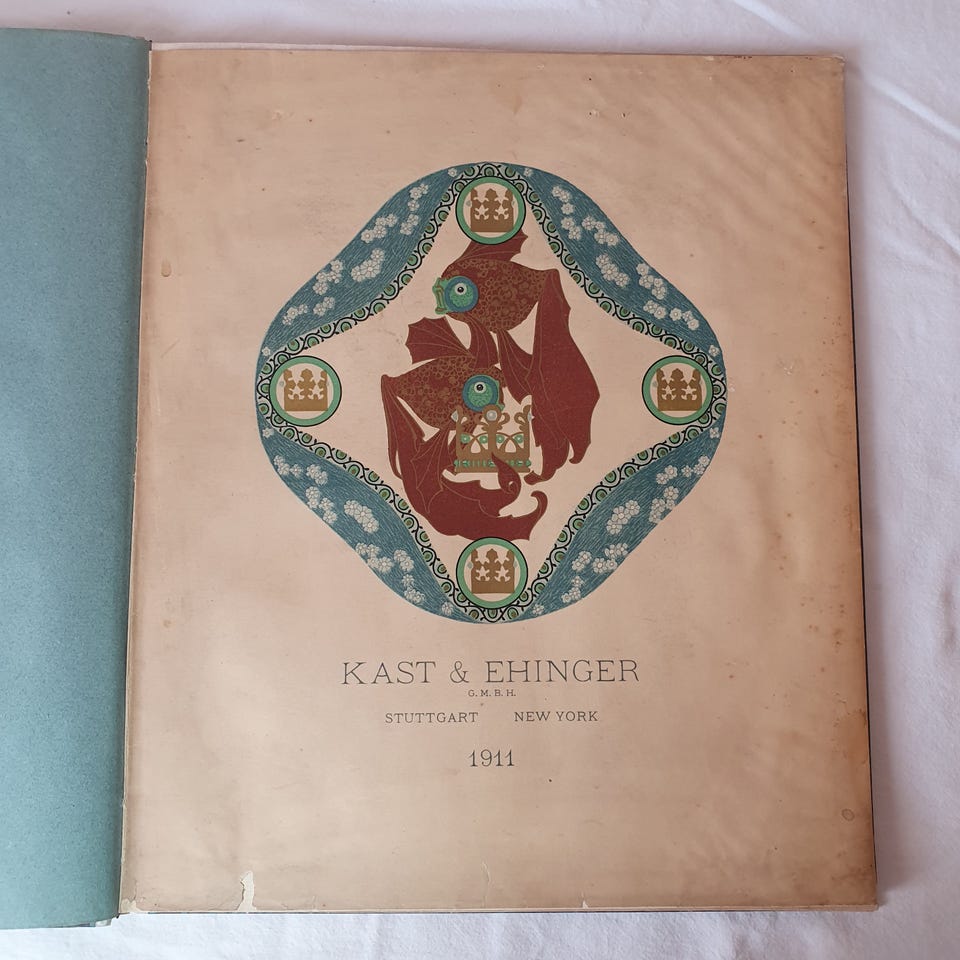 KAST & EHINGER
G. M. B. H.
STUTTGART NEW YORK
1911